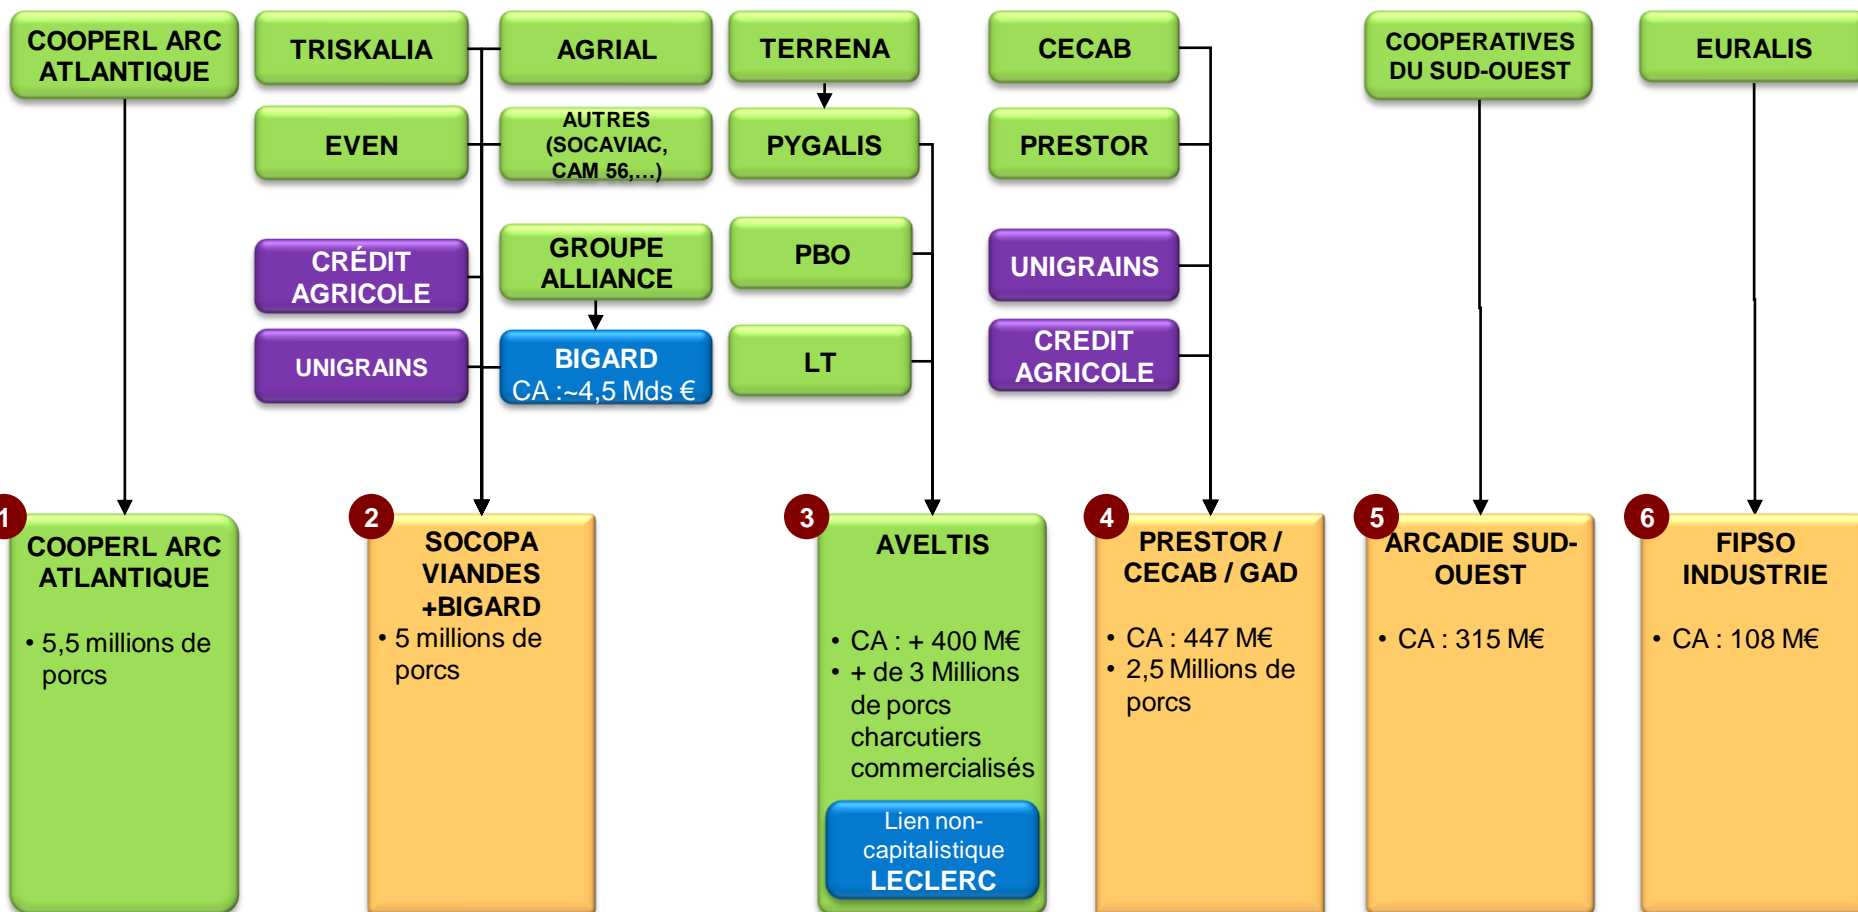 COOPERL ARC
ATLANTIQUE
TRISKALIA
AGRIAL
TERRENA
CECAB
COOPERATIVES
DU SUD-OUEST
EURALIS
EVEN
AUTRES
(SOCAVIAC,
CAM 56,...)
PYGALIS
PRESTOR
CRÉDIT
AGRICOLE
GROUPE
ALLIANCE
PBO
UNIGRAINS
UNIGRAINS
BIGARD
CA :~4,5 Mds €
LT
CREDIT
AGRICOLE
1
COOPERL ARC
ATLANTIQUE
• 5,5 millions de
porcs
2
SOCOPA
VIANDES
+BIGARD
• 5 millions de
porcs
3
AVELTIS
• CA : + 400 M€
• + de 3 Millions
de porcs
charcutiers
commercialisés
Lien non-
capitalistique
LECLERC
4
PRESTOR /
CECAB / GAD
• CA : 447 M€
• 2,5 Millions de
porcs
5
ARCADIE SUD-
OUEST
• CA : 315 M€
6
FIPSO
INDUSTRIE
• CA : 108 M€